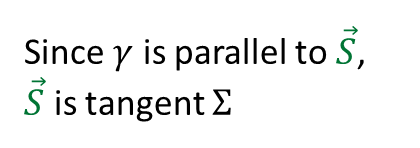 Since γ is parallel to S⃗,
S⃗ is tangent Σ